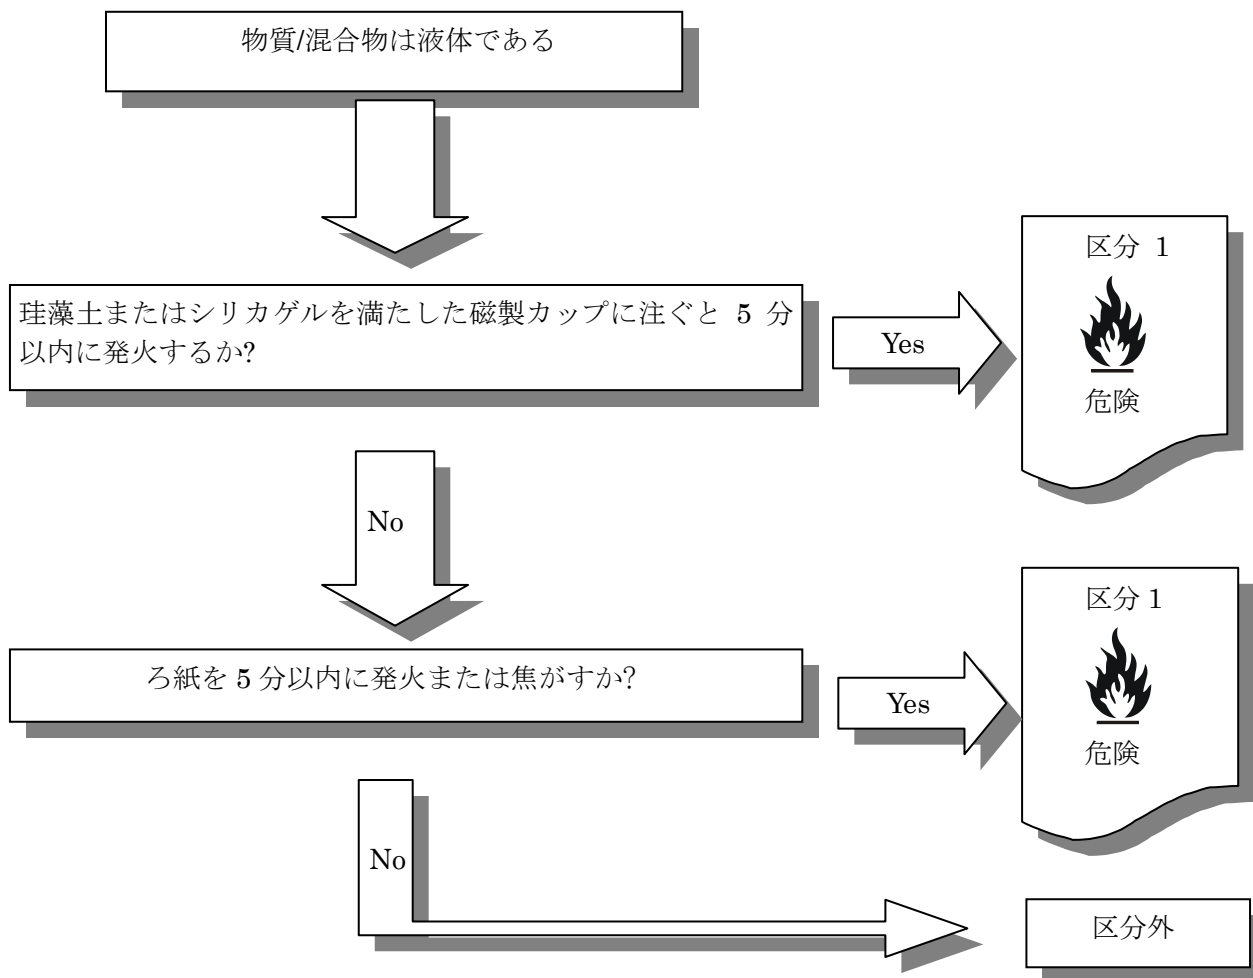 物質/混合物は液体である
珪藻土またはシリカゲルを満たした磁製カップに注ぐと 5 分
以内に発火するか?
Yes
区分 1
危険
No
ろ紙を 5 分以内に発火または焦がすか?
Yes
区分 1
危険
No
区分外